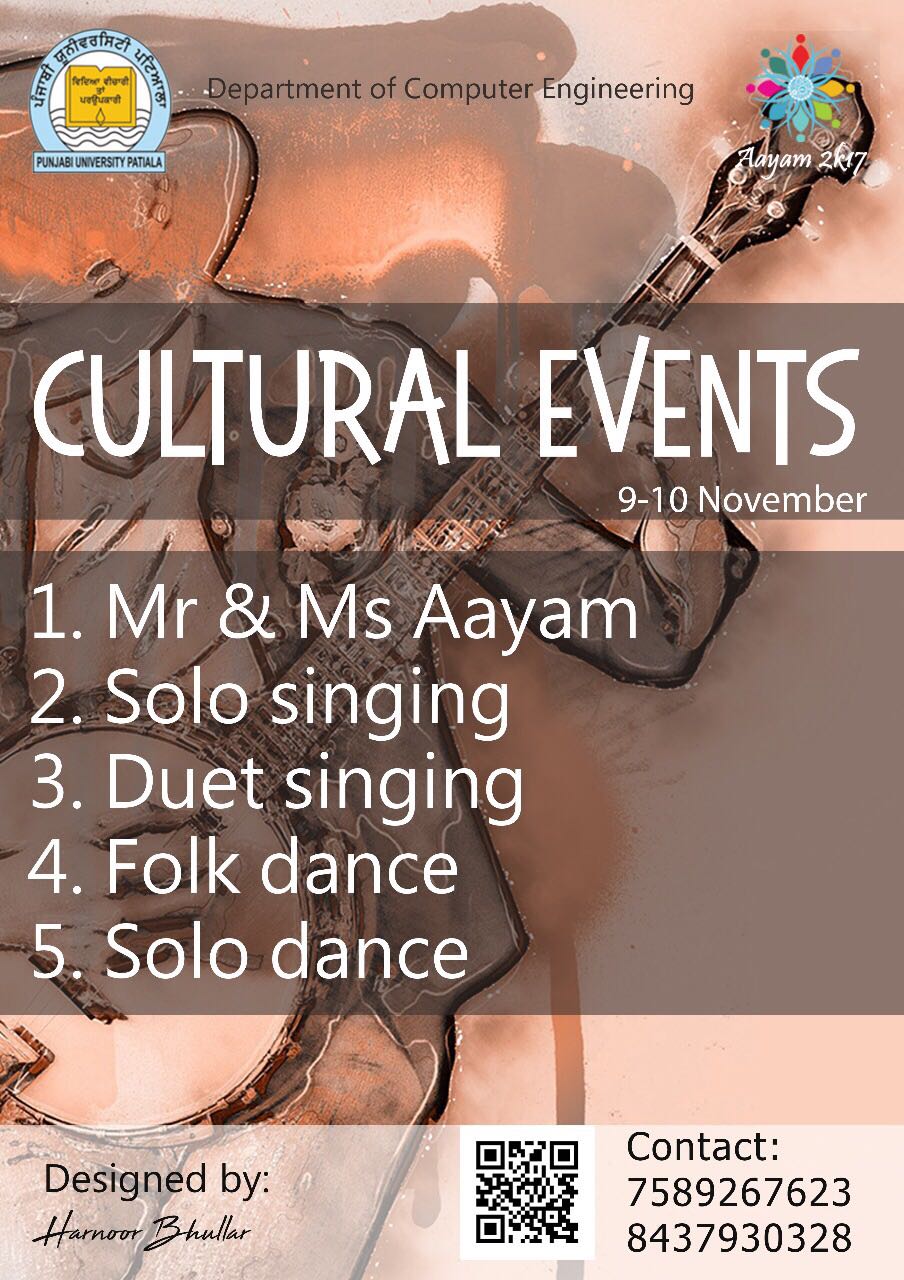 ਪੰਜਾਬੀ ਯੂਨੀਵਰਸਿਟੀ ਪਟਿਆਲਾ
ਵਿਦਿਆ ਵੀਚਾਰੀ
ਤਾਂ
ਪਰਉਪਕਾਰੀ
PUNJABI UNIVERSITY PATIALA
Department of Computer Engineering
Aayam 2k17
CULTURAL EVENTS
9-10 November
1. Mr & Ms Aayam
2. Solo singing
3. Duet singing
4. Folk dance
5. Solo dance
Designed by:
Harnoor Bhullar
Contact:
7589267623
8437930328